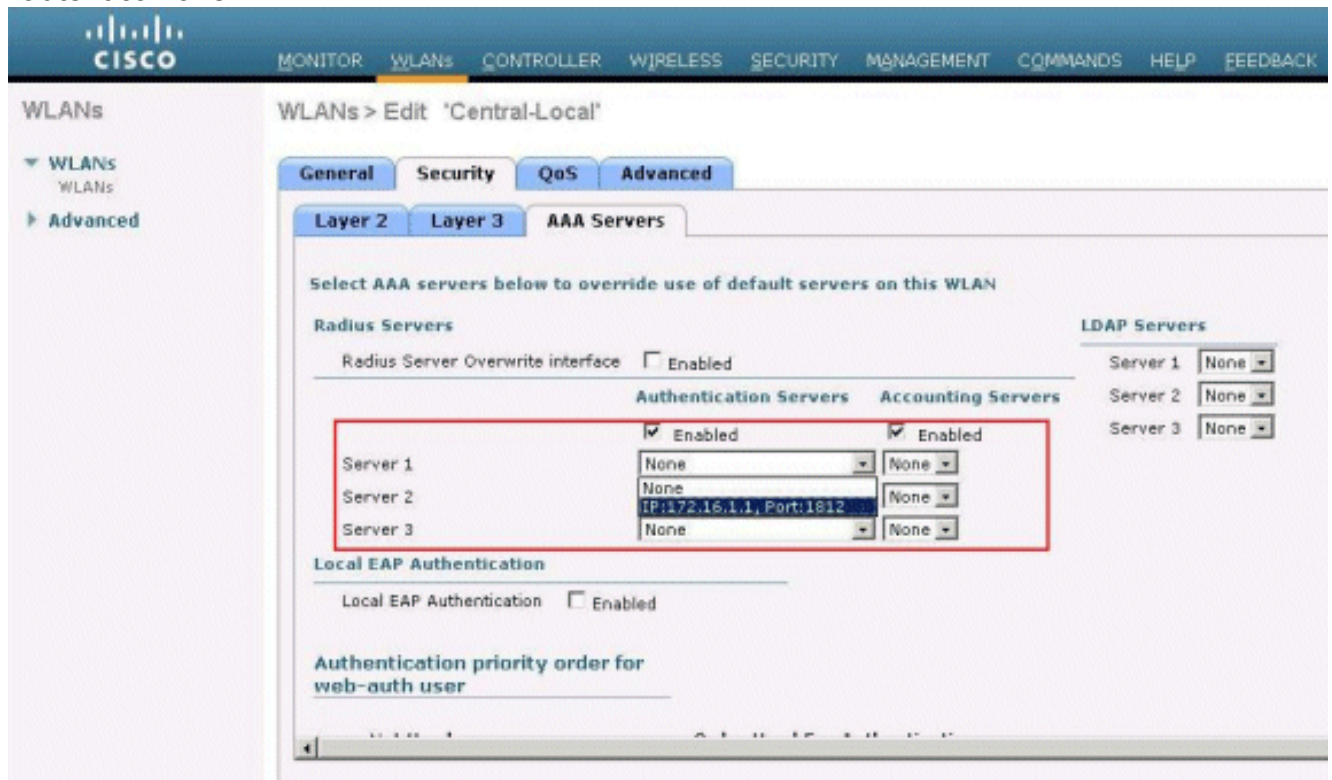 CISCO
MONITOR WLANs CONTROLLER WIRELESS SECURITY MANAGEMENT COMMANDS HELP FEEDBACK
WLANs
WLANs > Edit 'Central-Local'
WLANs
WLANs
Advanced
General Security QoS Advanced
Layer 2 Layer 3 AAA Servers
Select AAA servers below to override use of default servers on this WLAN
Radius Servers
LDAP Servers
Radius Server Overwrite interface Enabled
Server 1 None
Authentication Servers Accounting Servers
Server 2 None
Enabled Enabled
Server 3 None
Server 1 None None
None
Server 2 IP:172.16.1.1, Port:1812 None
Server 3 None None
Local EAP Authentication
Local EAP Authentication Enabled
Authentication priority order for
web-auth user